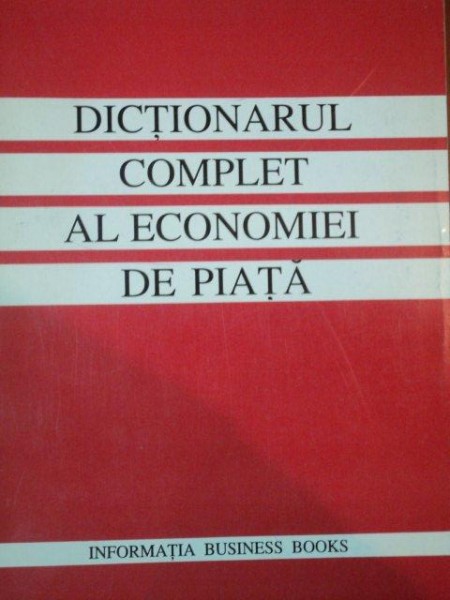 DICȚIONARUL
COMPLET
AL ECONOMIEI
DE PIAȚĂ
INFORMAȚIA BUSINESS BOOKS